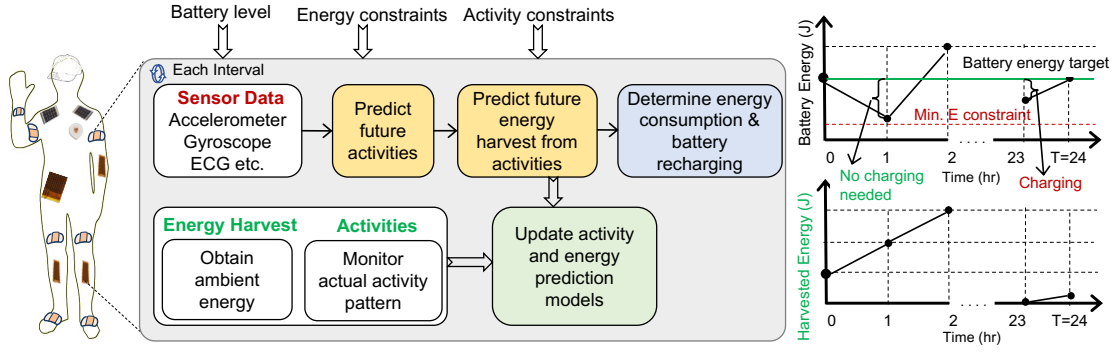 Battery level
Energy constraints
Activity constraints
Each Interval
Sensor Data
Accelerometer
Gyroscope
ECG etc.
Predict
future
activities
Predict future
energy
harvest from
activities
Determine energy
consumption &
battery
recharging
Energy Harvest
Obtain
ambient
energy
Activities
Monitor
actual activity
pattern
Update activity
and energy
prediction
models
Battery Energy (J)
Battery energy target
Min. E constraint
0
1
2
....
23
T=24
Time (hr)
No charging
needed
Charging
Harvested Energy (J)
0
1
2
....
23
T=24
Time (hr)